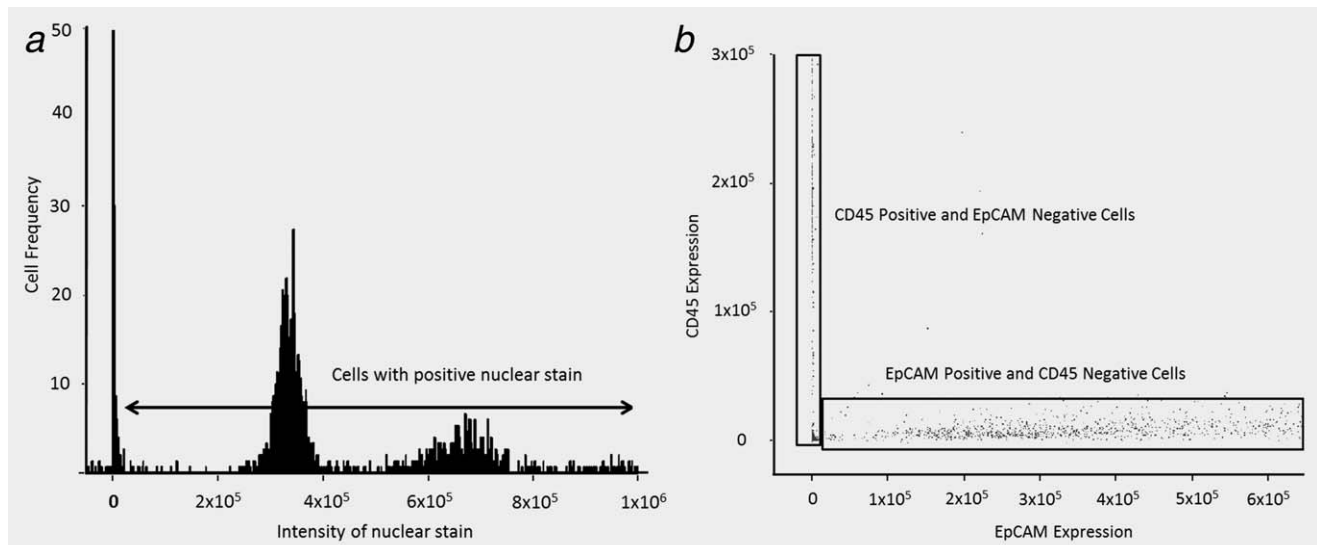 a
50
40
30
20
10
Cell Frequency
Cells with positive nuclear stain
0
2x10⁵
4x10⁵
6x10⁵
8x10⁵
1x10⁶
Intensity of nuclear stain
b
3x10⁵
2x10⁵
1x10⁵
0
CD45 Expression
CD45 Positive and EpCAM Negative Cells
EpCAM Positive and CD45 Negative Cells
0
1x10⁵
2x10⁵
3x10⁵
4x10⁵
5x10⁵
6x10⁵
EpCAM Expression